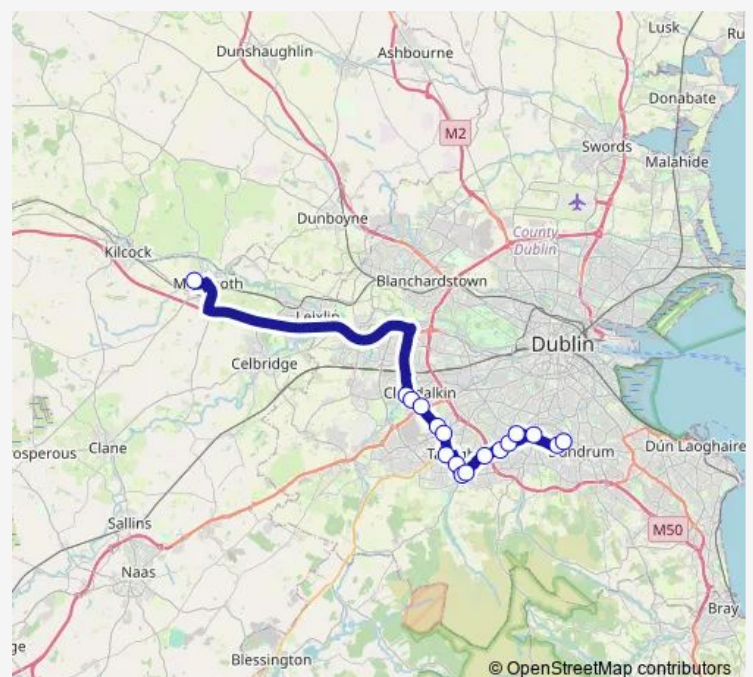 Lusk
Ru
Dunshaughlin
Ashbourne
Donabate
M2
Swords
Malahide
Dunboyne
County
Dublin
Kilcock
Blanchardstown
Dublin
Celbridge
Clane
Dún Laoghaire
Sallins
M50
Naas
Bray
Blessington
© OpenStreetMap contributors